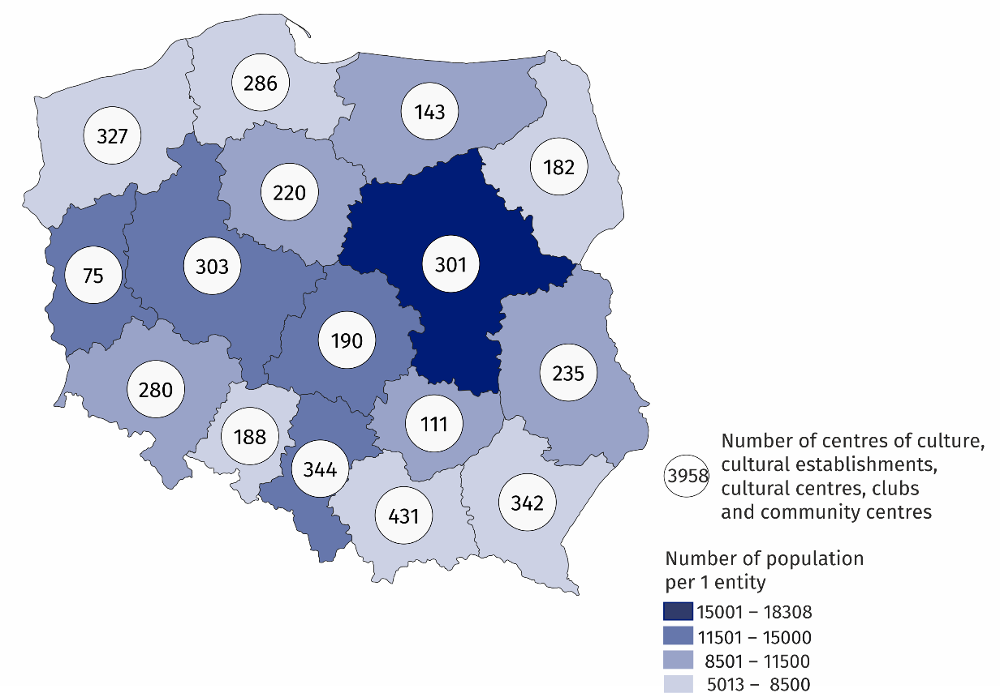 286
143
327
182
220
301
303
75
190
235
280
111
188
344
342
431
Number of centres of culture,
cultural establishments,
3958
cultural centres, clubs
and community centres
Number of population
per 1 entity
15001 – 18308
11501 – 15000
8501 – 11500
5013 – 8500